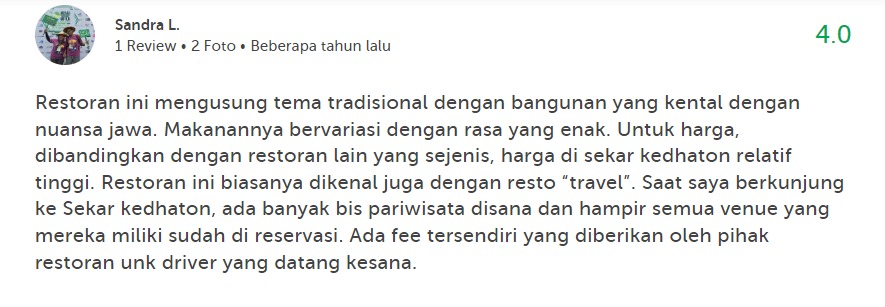 Sandra L.
1 Review • 2 Foto • Beberapa tahun lalu
4.0
Restoran ini mengusung tema tradisional dengan bangunan yang kental dengan
nuansa jawa. Makanannya bervariasi dengan rasa yang enak. Untuk harga,
dibandingkan dengan restoran lain yang sejenis, harga di sekar kedhaton relatif
tinggi. Restoran ini biasanya dikenal juga dengan resto “travel”. Saat saya berkunjung
ke Sekar kedhaton, ada banyak bis pariwisata disana dan hampir semua venue yang
mereka miliki sudah di reservasi. Ada fee tersendiri yang diberikan oleh pihak
restoran unk driver yang datang kesana.